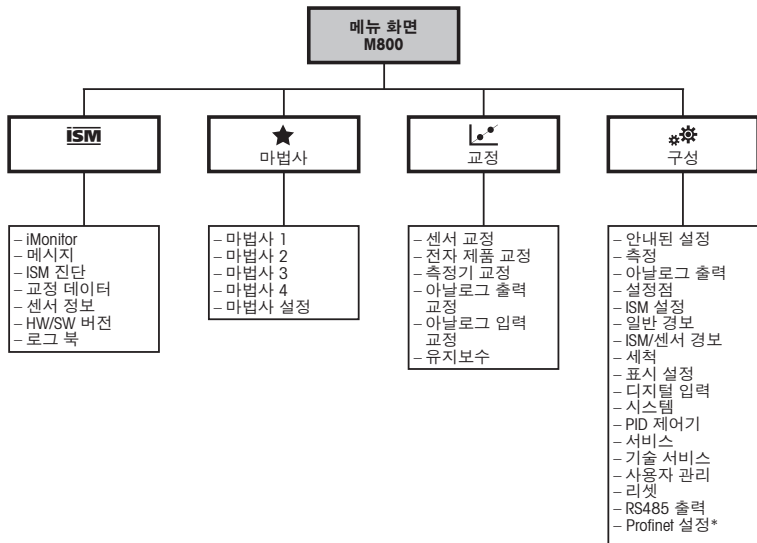 메뉴 화면
M800
iSM
마법사
교정
구성
– iMonitor
– 메시지
– ISM 진단
– 교정 데이터
– 센서 정보
– HW/SW 버전
– 로그 북
– 마법사 1
– 마법사 2
– 마법사 3
– 마법사 4
– 마법사 설정
– 센서 교정
– 전자 제품 교정
– 측정기 교정
– 아날로그 출력
교정
– 아날로그 입력
교정
– 유지보수
– 안내된 설정
– 측정
– 아날로그 출력
– 설정점
– ISM 설정
– 일반 경보
– ISM/센서 경보
– 세척
– 표시 설정
– 디지털 입력
– 시스템
– PID 제어기
– 서비스
– 기술 서비스
– 사용자 관리
– 리셋
– RS485 출력
– Profinet 설정*